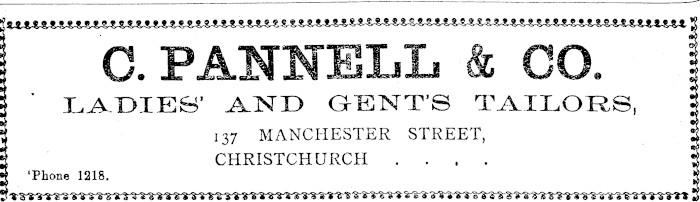 C. PANNELL & CO.
LADIES' AND GENT'S TAILORS,
137 MANCHESTER STREET,
CHRISTCHURCH . . . .
'Phone 1218.